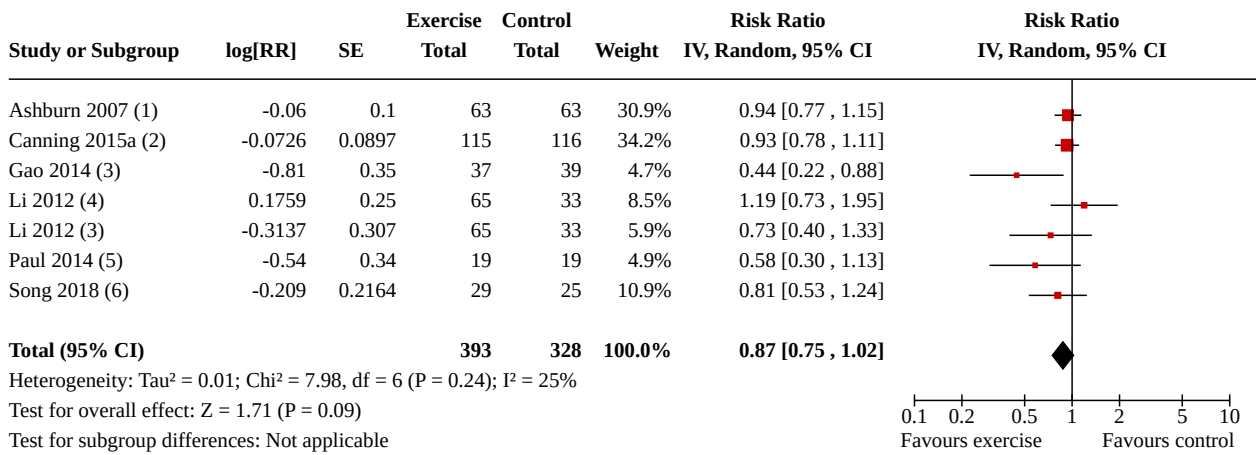 Exercise Control Risk Ratio Risk Ratio
Study or Subgroup log[RR] SE Total Total Weight IV, Random, 95% CI IV, Random, 95% CI
Ashburn 2007 (1) -0.06 0.1 63 63 30.9% 0.94 [0.77 , 1.15]
Canning 2015a (2) -0.0726 0.0897 115 116 34.2% 0.93 [0.78 , 1.11]
Gao 2014 (3) -0.81 0.35 37 39 4.7% 0.44 [0.22 , 0.88]
Li 2012 (4) 0.1759 0.25 65 33 8.5% 1.19 [0.73 , 1.95]
Li 2012 (3) -0.3137 0.307 65 33 5.9% 0.73 [0.40 , 1.33]
Paul 2014 (5) -0.54 0.34 19 19 4.9% 0.58 [0.30 , 1.13]
Song 2018 (6) -0.209 0.2164 29 25 10.9% 0.81 [0.53 , 1.24]
Total (95% CI) 393 328 100.0% 0.87 [0.75 , 1.02]
Heterogeneity: Tau² = 0.01; Chi² = 7.98, df = 6 (P = 0.24); I² = 25%
Test for overall effect: Z = 1.71 (P = 0.09) 0.1 0.2 0.5 1 2 5 10
Test for subgroup differences: Not applicable Favours exercise Favours control